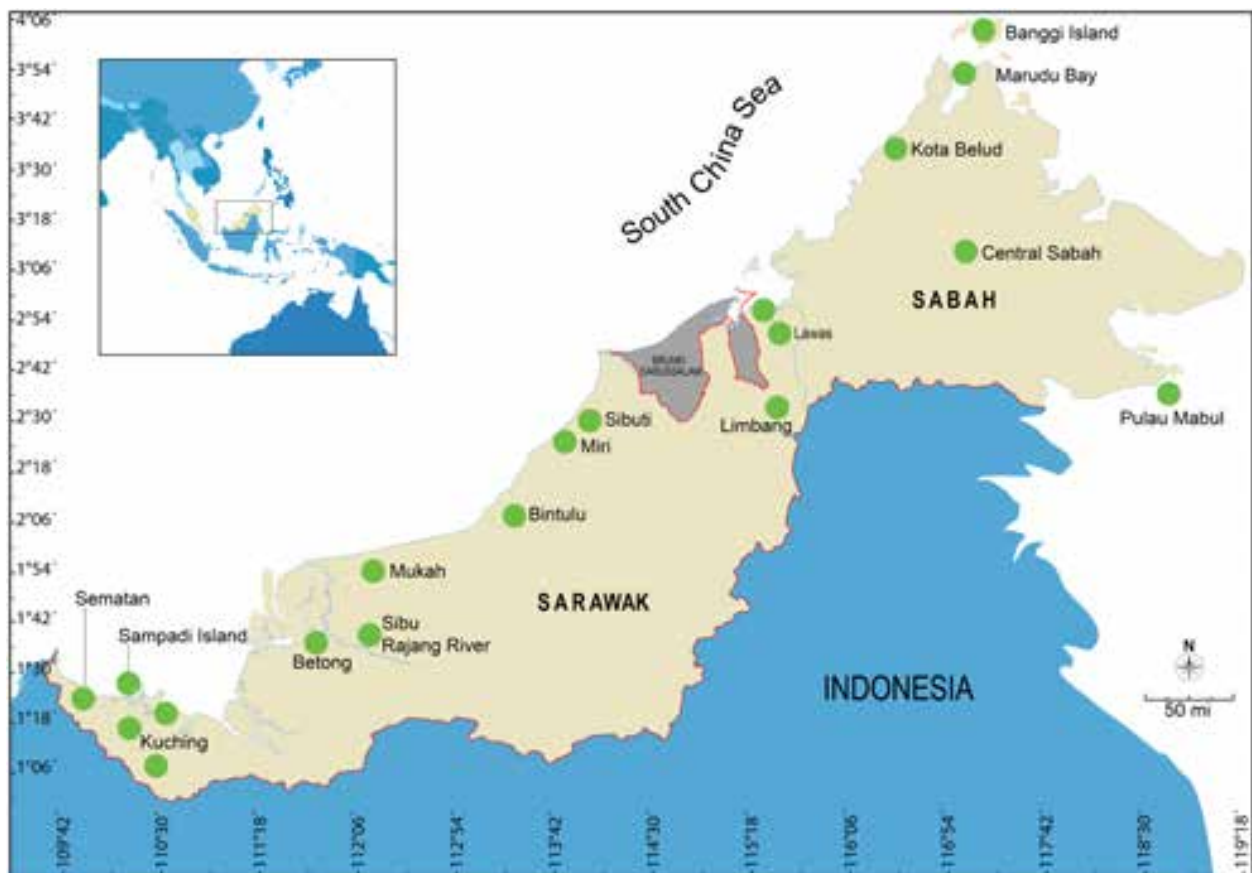 4°06´
3°54´
3°42´
3°30´
3°18´
3°06´
2°54´
2°42´
2°30´
2°18´
2°06´
1°54´
1°42´
1°30´
1°18´
1°06´
Banggi Island
Marudu Bay
Kota Belud
South China Sea
Central Sabah
SABAH
Lawas
BRUNEI
DARUSSALAM
Pulau Mabul
Limbang
Sibuti
Miri
Bintulu
Mukah
SARAWAK
Sematan
Sampadi Island
Sibu
Rajang River
Betong
Kuching
INDONESIA
N
50 mi
109°42´
110°30´
111°18´
112°06´
112°54´
113°42´
114°30´
115°18´
116°06´
116°54´
117°42´
118°30´
119°18´